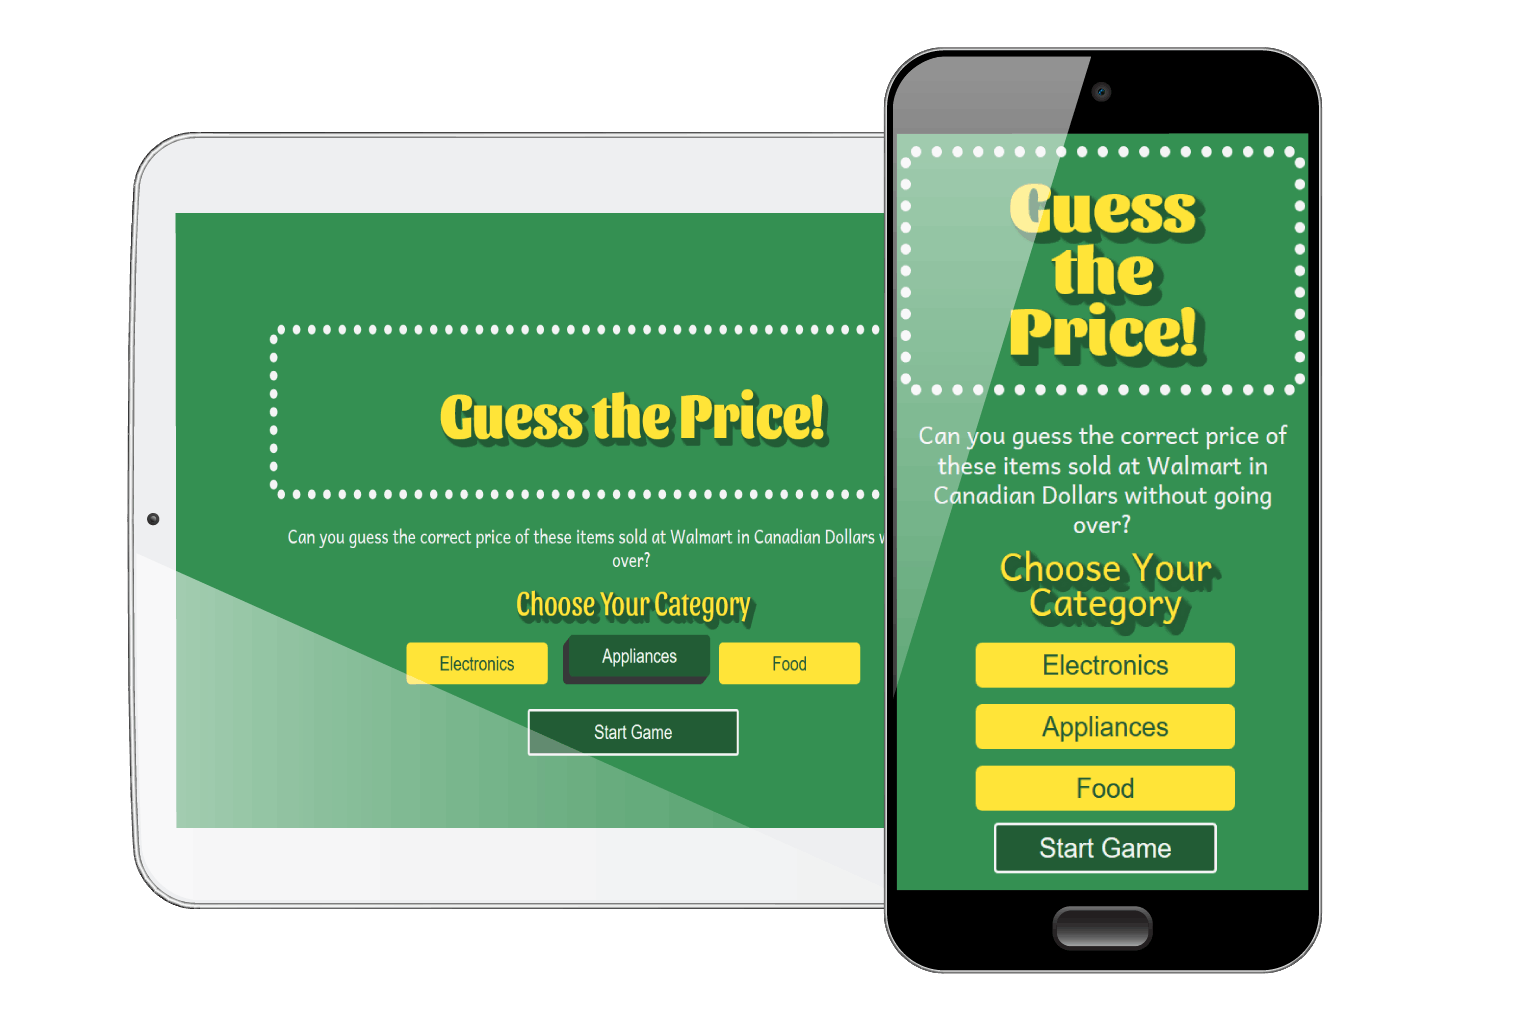 Guess the Price!
Can you guess the correct price of these items sold at Walmart in Canadian Dollars
over?
Choose Your Category
Electronics
Appliances
Food
Start Game
Guess
the
Price!
Can you guess the correct price of
these items sold at Walmart in
Canadian Dollars without going
over?
Choose Your
Category
Electronics
Appliances
Food
Start Game